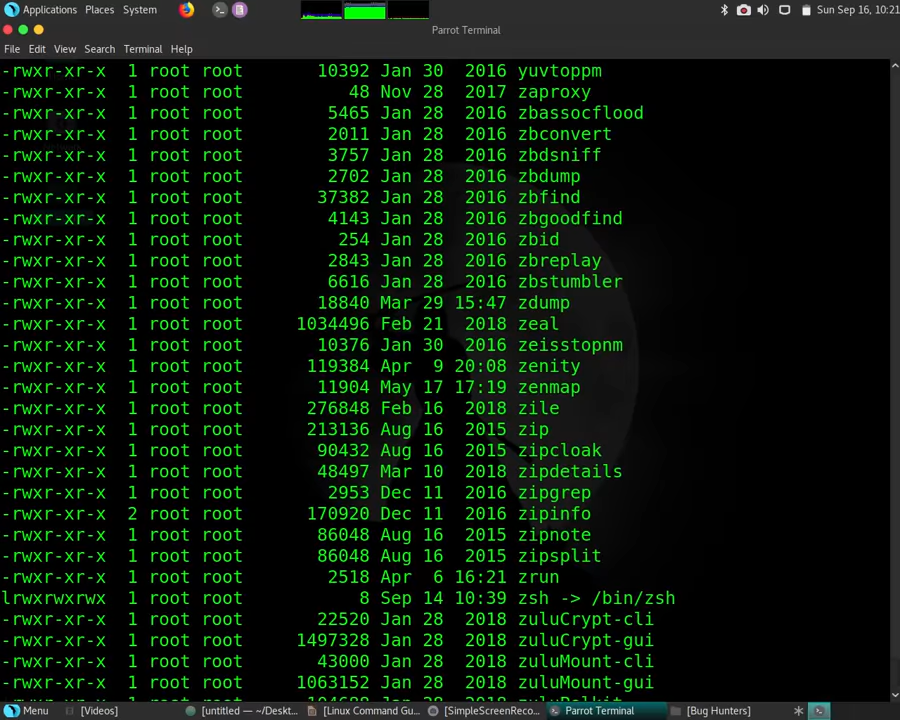 Applications Places System Sun Sep 16, 10:21
Parrot Terminal
File Edit View Search Terminal Help
-rwxr-xr-x 1 root root 10392 Jan 30 2016 yuvtoppm
-rwxr-xr-x 1 root root 48 Nov 28 2017 zaproxy
-rwxr-xr-x 1 root root 5465 Jan 28 2016 zbassocflood
-rwxr-xr-x 1 root root 2011 Jan 28 2016 zbconvert
-rwxr-xr-x 1 root root 3757 Jan 28 2016 zbdsniff
-rwxr-xr-x 1 root root 2702 Jan 28 2016 zbdump
-rwxr-xr-x 1 root root 37382 Jan 28 2016 zbfind
-rwxr-xr-x 1 root root 4143 Jan 28 2016 zbgoodfind
-rwxr-xr-x 1 root root 254 Jan 28 2016 zbid
-rwxr-xr-x 1 root root 2843 Jan 28 2016 zbreplay
-rwxr-xr-x 1 root root 6616 Jan 28 2016 zbstumbler
-rwxr-xr-x 1 root root 18840 Mar 29 15:47 zdump
-rwxr-xr-x 1 root root 1034496 Feb 21 2018 zeal
-rwxr-xr-x 1 root root 10376 Jan 30 2016 zeisstopnm
-rwxr-xr-x 1 root root 119384 Apr 9 20:08 zenity
-rwxr-xr-x 1 root root 11904 May 17 17:19 zenmap
-rwxr-xr-x 1 root root 276848 Feb 16 2018 zile
-rwxr-xr-x 1 root root 213136 Aug 16 2015 zip
-rwxr-xr-x 1 root root 90432 Aug 16 2015 zipcloak
-rwxr-xr-x 1 root root 48497 Mar 10 2018 zipdetails
-rwxr-xr-x 1 root root 2953 Dec 11 2016 zipgrep
-rwxr-xr-x 2 root root 170920 Dec 11 2016 zipinfo
-rwxr-xr-x 1 root root 86048 Aug 16 2015 zipnote
-rwxr-xr-x 1 root root 86048 Aug 16 2015 zipsplit
-rwxr-xr-x 1 root root 2518 Apr 6 16:21 zrun
lrwxrwxrwx 1 root root 8 Sep 14 10:39 zsh -> /bin/zsh
-rwxr-xr-x 1 root root 22520 Jan 28 2018 zuluCrypt-cli
-rwxr-xr-x 1 root root 1497328 Jan 28 2018 zuluCrypt-gui
-rwxr-xr-x 1 root root 43000 Jan 28 2018 zuluMount-cli
-rwxr-xr-x 1 root root 1063152 Jan 28 2018 zuluMount-gui
Menu [Videos] [untitled — ~/Deskt... [Linux Command Gu... [SimpleScreenReco... Parrot Terminal [Bug Hunters]